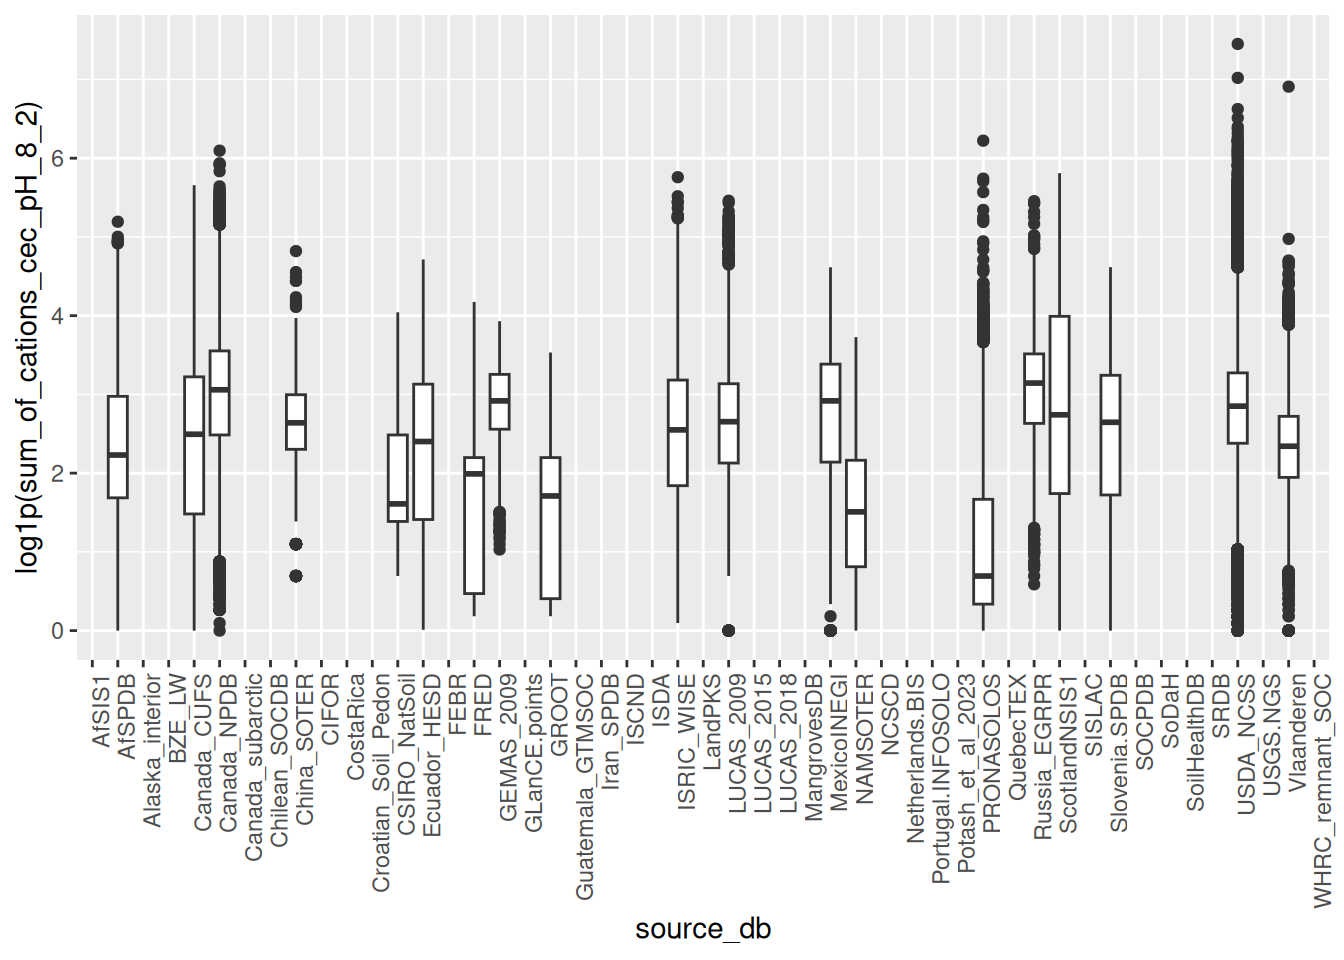 log1p(sum_of_cations_cec_pH_8_2)
6
4
2
0
AfSIS1
AfSPDB
Alaska_interior
BZE_LW
Canada_CUFS
Canada_NPDB
Canada_subarctic
Chilean_SOCDB
China_SOTER
CIFOR
CostaRica
Croatian_Soil_Pedon
CSIRO_NatSoil
Ecuador_HESD
FEBR
FRED
GEMAS_2009
GLanCE.points
GROOT
Guatemala_GTMSOC
Iran_SPDB
ISCND
ISDA
ISRIC_WISE
LandPKS
LUCAS_2009
LUCAS_2015
LUCAS_2018
MangrovesDB
MexicoINEGI
NAMSOTER
NCSCD
Netherlands.BIS
Portugal.INFOSOLO
Potash_et_al_2023
PRONASOLOS
QuebecTEX
Russia_EGRPR
ScotlandNSIS1
SISLAC
Slovenia.SPDB
SOCPDB
SoDaH
SoilHealthDB
SRDB
USDA_NCSS
USGS.NGS
Vlaanderen
WHRC_remnant_SOC
source_db